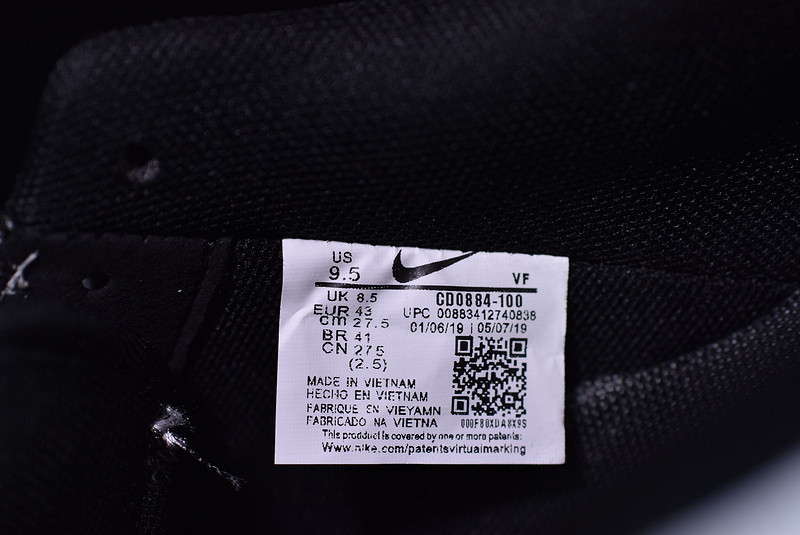 US
9.5
VF
UK 8.5
CD0884-100
EUR 43
UPC 00883412740838
cm 27.5
01/06/19 | 05/07/19
BR 41
CN 275
(2.5)
MADE IN VIETNAM
HECHO EN VIETNAM
FABRIQUE EN VIEYAMN
FABRICADO NA VIETNA
000F80XDA8X9S
This product is covered by one or more patents:
Www.nike.com/patentsvirtuaimarking